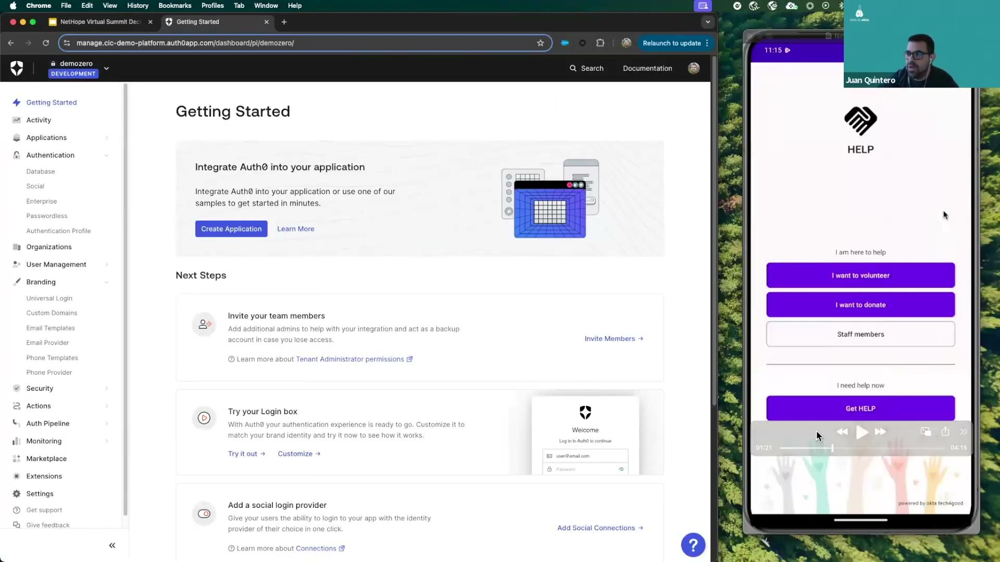 Chrome File Edit View History Bookmarks Profiles Tab Window Help
NetHope Virtual Summit Dec
Getting Started
manage.cic-demo-platform.auth0app.com/dashboard/pi/demozero/
Relaunch to update
demozero
DEVELOPMENT
Search
Documentation
Getting Started
Activity
Applications
Authentication
Database
Social
Enterprise
Passwordless
Authentication Profile
Organizations
User Management
Branding
Universal Login
Custom Domains
Email Templates
Email Provider
Phone Templates
Phone Provider
Security
Actions
Auth Pipeline
Monitoring
Marketplace
Extensions
Settings
Get support
Give feedback
Getting Started
Integrate Auth0 into your application
Integrate Auth0 into your application or use one of our
samples to get started in minutes.
Create Application
Learn More
Next Steps
Invite your team members
Add additional admins to help with your integration and act as a backup
account in case you lose access.
Learn more about Tenant Administrator permissions
Invite Members →
Try your Login box
With Auth0 your authentication experience is ready to go. Customize it to
match your brand identity and try it now to see how it works.
Try it out →
Customize →
Welcome
Log in to Auth0 to continue
user@email.com
Password
Add a social login provider
Give your users the ability to login to your app with the identity
provider of their choice in one click.
Learn more about Connections
Add Social Connections →
?
11:15
okta
Juan Quintero
HELP
I am here to help
I want to volunteer
I want to donate
Staff members
I need help now
Get HELP
01:21
04:15
powered by okta tech4good